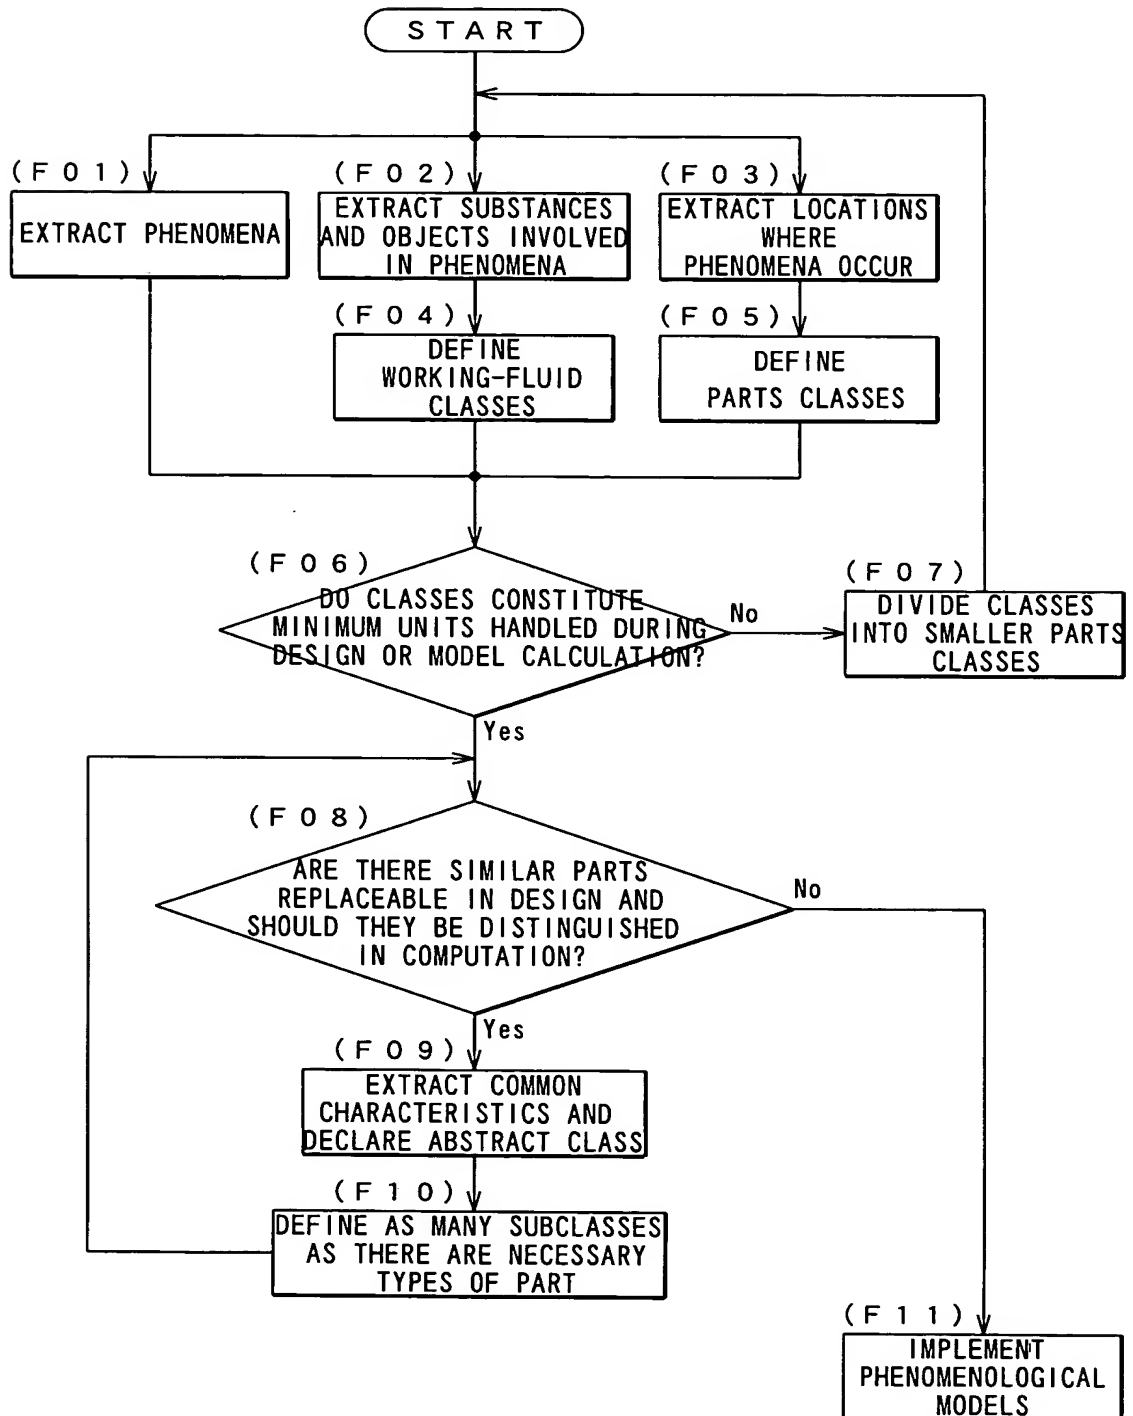 START
(F01)
EXTRACT PHENOMENA
(F02)
EXTRACT SUBSTANCES
AND OBJECTS INVOLVED
IN PHENOMENA
(F03)
EXTRACT LOCATIONS
WHERE
PHENOMENA OCCUR
(F04)
DEFINE
WORKING-FLUID
CLASSES
(F05)
DEFINE
PARTS CLASSES
(F06)
DO CLASSES CONSTITUTE
MINIMUM UNITS HANDLED DURING
DESIGN OR MODEL CALCULATION?
No
(F07)
DIVIDE CLASSES
INTO SMALLER PARTS
CLASSES
Yes
(F08)
ARE THERE SIMILAR PARTS
REPLACEABLE IN DESIGN AND
SHOULD THEY BE DISTINGUISHED
IN COMPUTATION?
No
Yes
(F09)
EXTRACT COMMON
CHARACTERISTICS AND
DECLARE ABSTRACT CLASS
(F10)
DEFINE AS MANY SUBCLASSES
AS THERE ARE NECESSARY
TYPES OF PART
(F11)
IMPLEMENT
PHENOMENOLOGICAL
MODELS